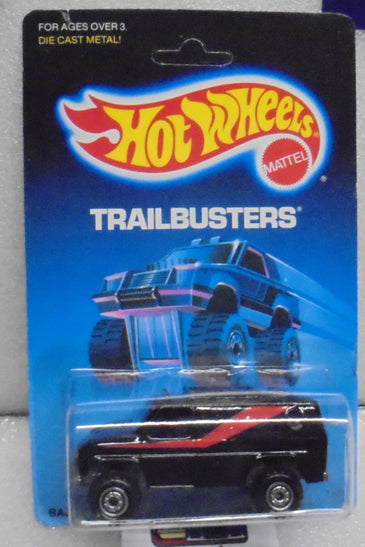 FOR AGES OVER 3.
DIE CAST METAL!
HOT WHEELS®
MATTEL
®
TRAILBUSTERS®